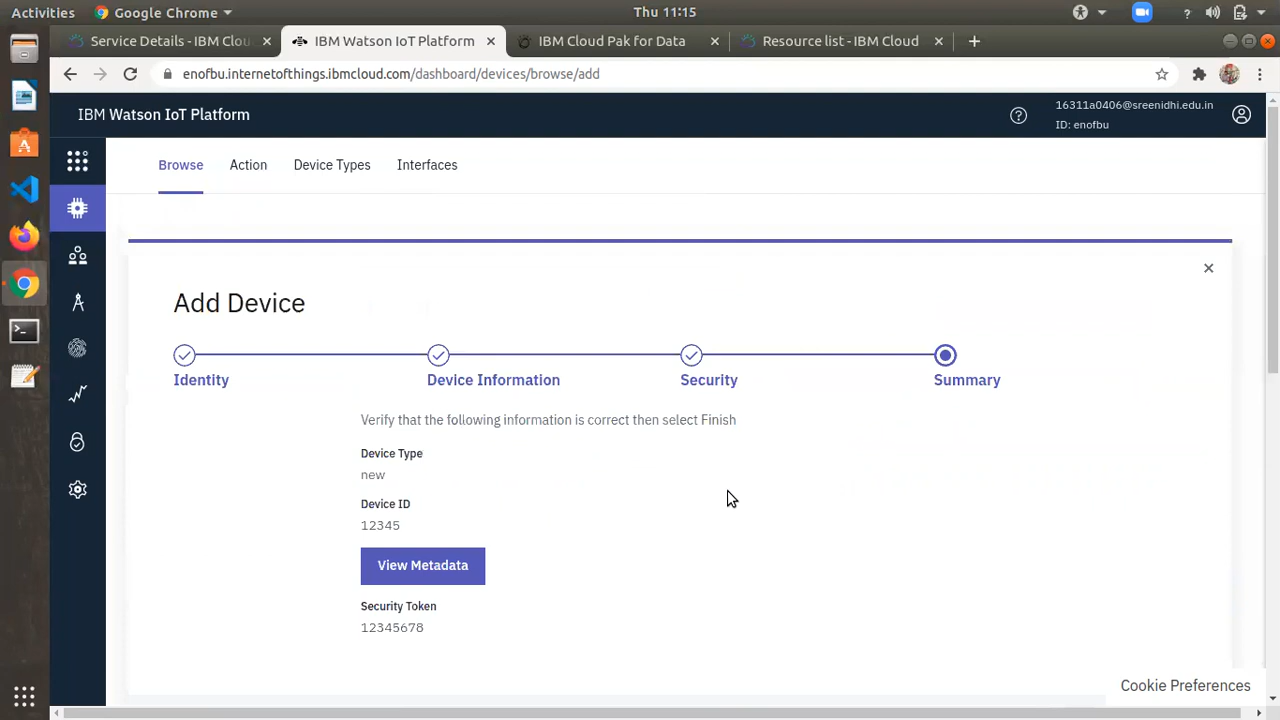 Activities
Google Chrome
Thu 11:15
?
Service Details - IBM Clou
IBM Watson IoT Platform
IBM Cloud Pak for Data
Resource list - IBM Cloud
enofbu.internetofthings.ibmcloud.com/dashboard/devices/browse/add
IBM Watson IoT Platform
?
16311a0406@sreenidhi.edu.in
ID: enofbu
Browse
Action
Device Types
Interfaces
Add Device
Identity
Device Information
Security
Summary
Verify that the following information is correct then select Finish
Device Type
new
Device ID
12345
View Metadata
Security Token
12345678
Cookie Preferences